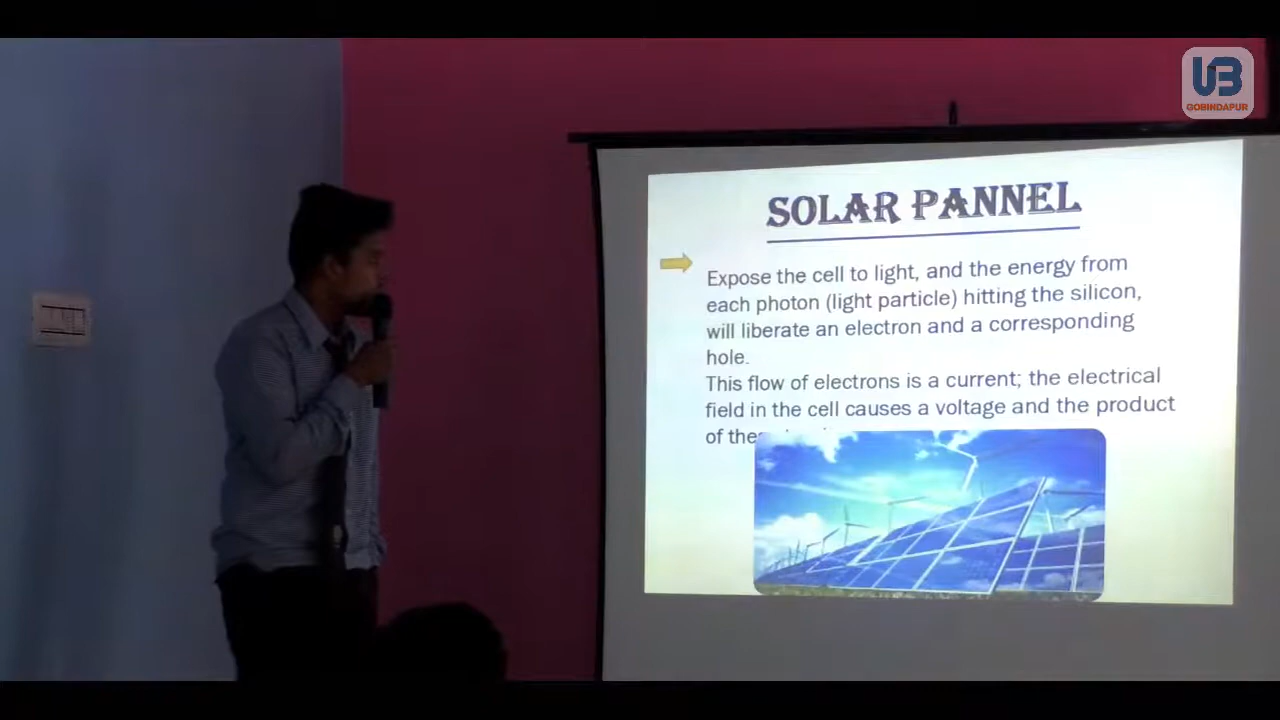 UB
GOBINDAPUR
SOLAR PANNEL
Expose the cell to light, and the energy from
each photon (light particle) hitting the silicon,
will liberate an electron and a corresponding
hole.
This flow of electrons is a current; the electrical
field in the cell causes a voltage and the product
of